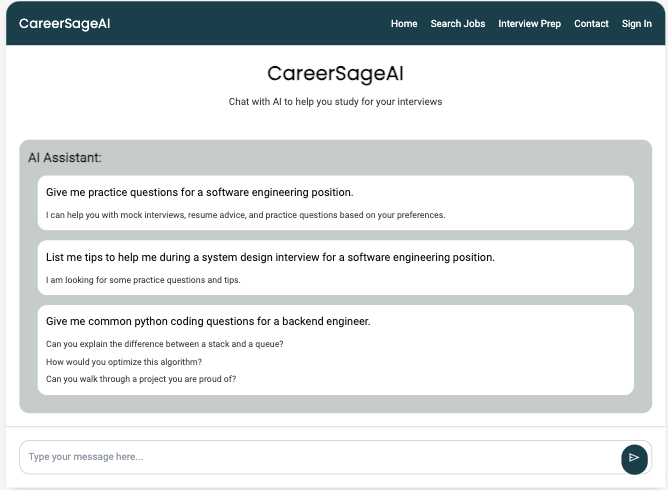 CareerSageAI
Home Search Jobs Interview Prep Contact Sign In
CareerSageAI
Chat with AI to help you study for your interviews
AI Assistant:
Give me practice questions for a software engineering position.
I can help you with mock interviews, resume advice, and practice questions based on your preferences.
List me tips to help me during a system design interview for a software engineering position.
I am looking for some practice questions and tips.
Give me common python coding questions for a backend engineer.
Can you explain the difference between a stack and a queue?
How would you optimize this algorithm?
Can you walk through a project you are proud of?
Type your message here...